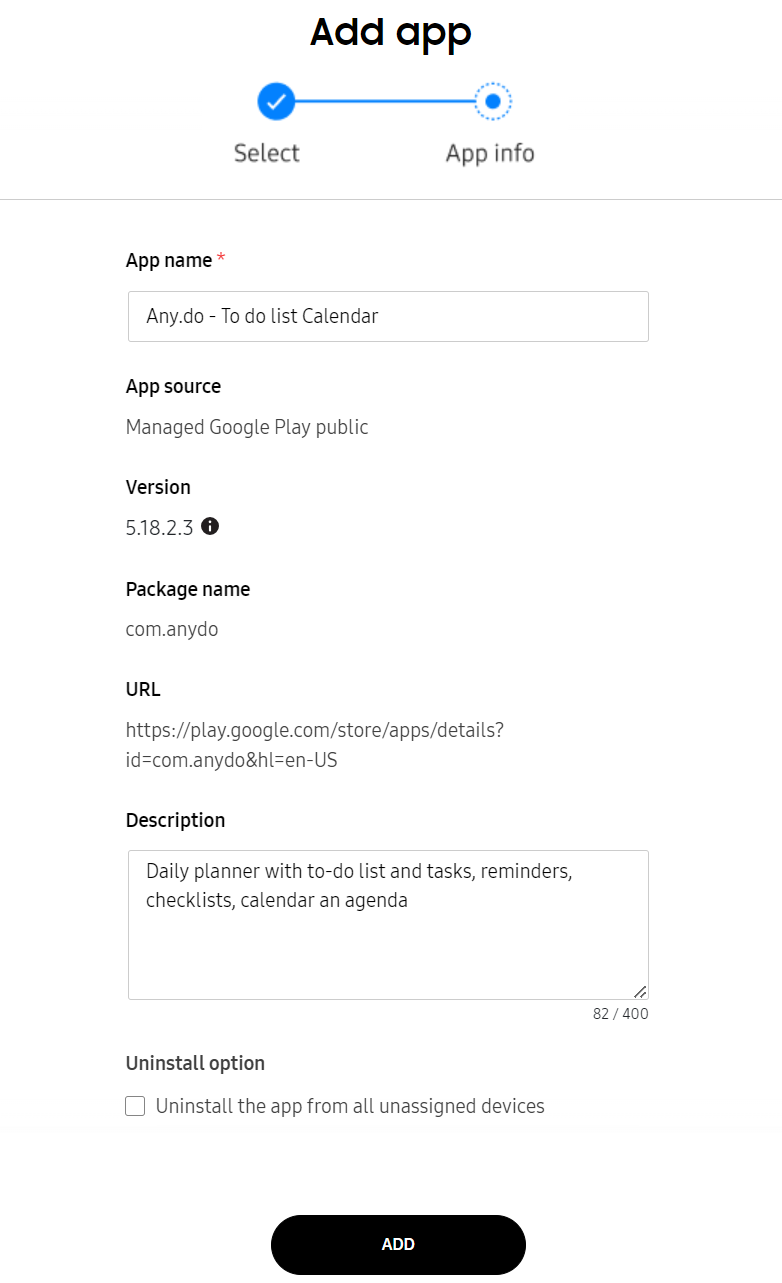 Add app
Select
App info
App name *
Any.do - To do list Calendar
App source
Managed Google Play public
Version
5.18.2.3
Package name
com.anydo
URL
https://play.google.com/store/apps/details?
id=com.anydo&hl=en-US
Description
Daily planner with to-do list and tasks, reminders,
checklists, calendar an agenda
82 / 400
Uninstall option
Uninstall the app from all unassigned devices
ADD